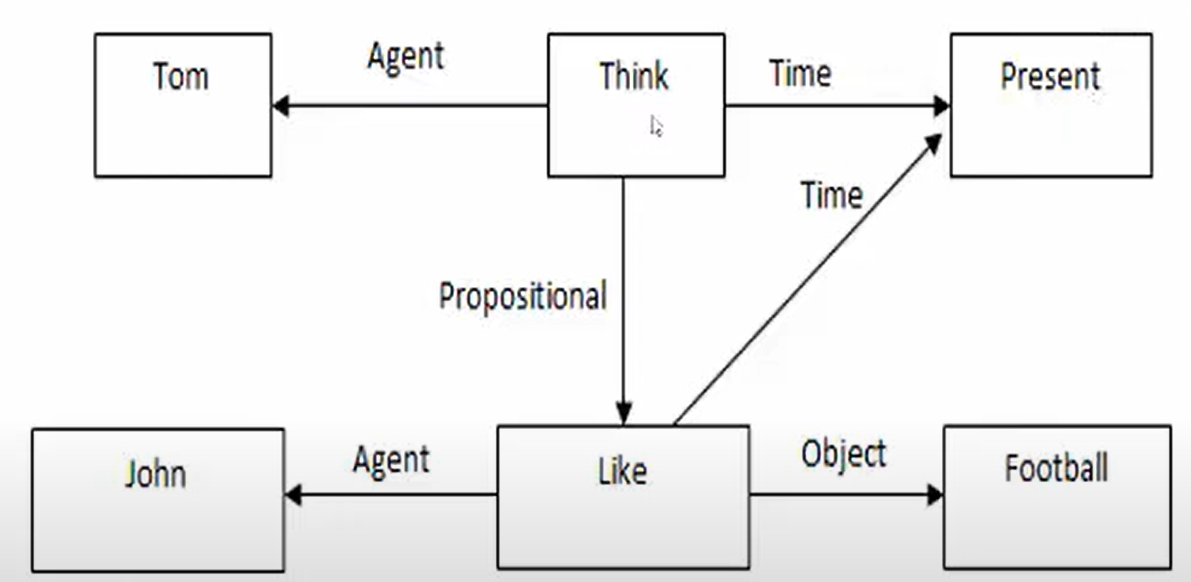 Tom
Agent
Think
Time
Present
Time
Propositional
John
Agent
Like
Object
Football